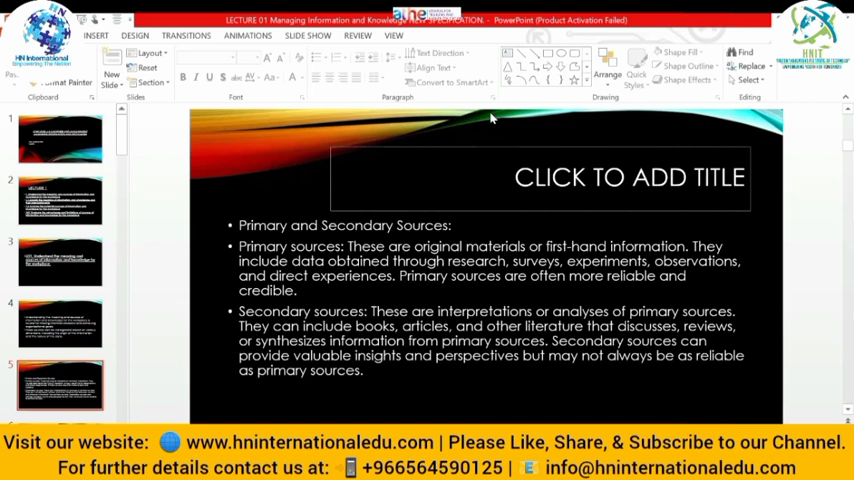 LECTURE 01 Managing Information and Knowledge NEW SPECIFICATION. - PowerPoint (Product Activation Failed)
HN International
Empowering The Nation
HNIT
INSERT DESIGN TRANSITIONS ANIMATIONS SLIDE SHOW REVIEW VIEW
Layout
Reset
Section
New
Slide
Format Painter
Clipboard
Slides
Font
Paragraph
Drawing
Editing
B I U S
Text Direction
Align Text
Convert to SmartArt
Arrange
Quick
Styles
Shape Fill
Shape Outline
Shape Effects
Find
Replace
Select
1
2
LECTURE 1
3
4
5
CLICK TO ADD TITLE
• Primary and Secondary Sources:
• Primary sources: These are original materials or first-hand information. They
include data obtained through research, surveys, experiments, observations,
and direct experiences. Primary sources are often more reliable and
credible.
• Secondary sources: These are interpretations or analyses of primary sources.
They can include books, articles, and other literature that discusses, reviews,
or synthesizes information from primary sources. Secondary sources can
provide valuable insights and perspectives but may not always be as reliable
as primary sources.
Visit our website: www.hninternationaledu.com | Please Like, Share, & Subscribe to our Channel.
For further details contact us at: +966564590125 | info@hninternationaledu.com